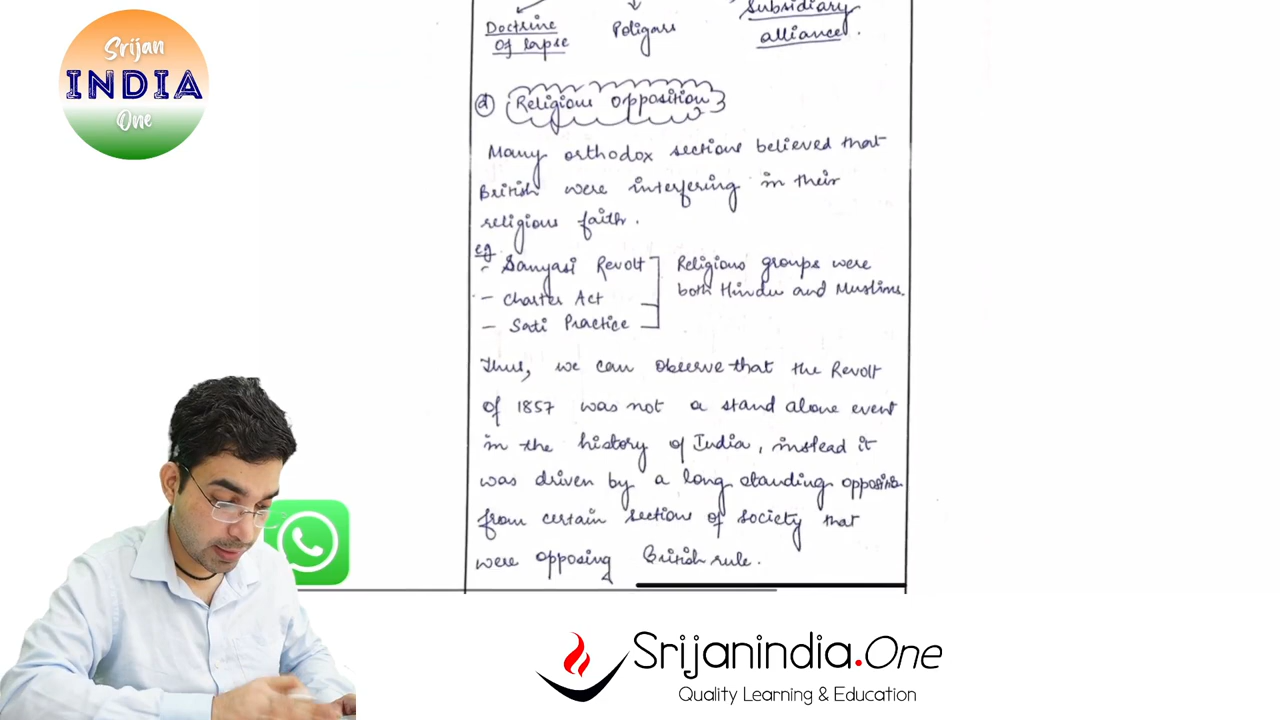 Srijan
INDIA
One
Doctrine
Of lapse
Poligars
Subsidiary
alliance.
d Religious opposition
Many orthodox sections believed that
British were interfering in their
religious faith.
eg
- Sanyasi Revolt
- Charter Act
- Sati Practice
Religious groups were
both Hindu and Muslims.
Thus, we can observe that the Revolt
Of 1857 was not a stand alone event
in the history of India, instead it
was driven by a long standing
from certain sections of society that
were opposing British rule.
Srijanindia.One
Quality Learning & Education